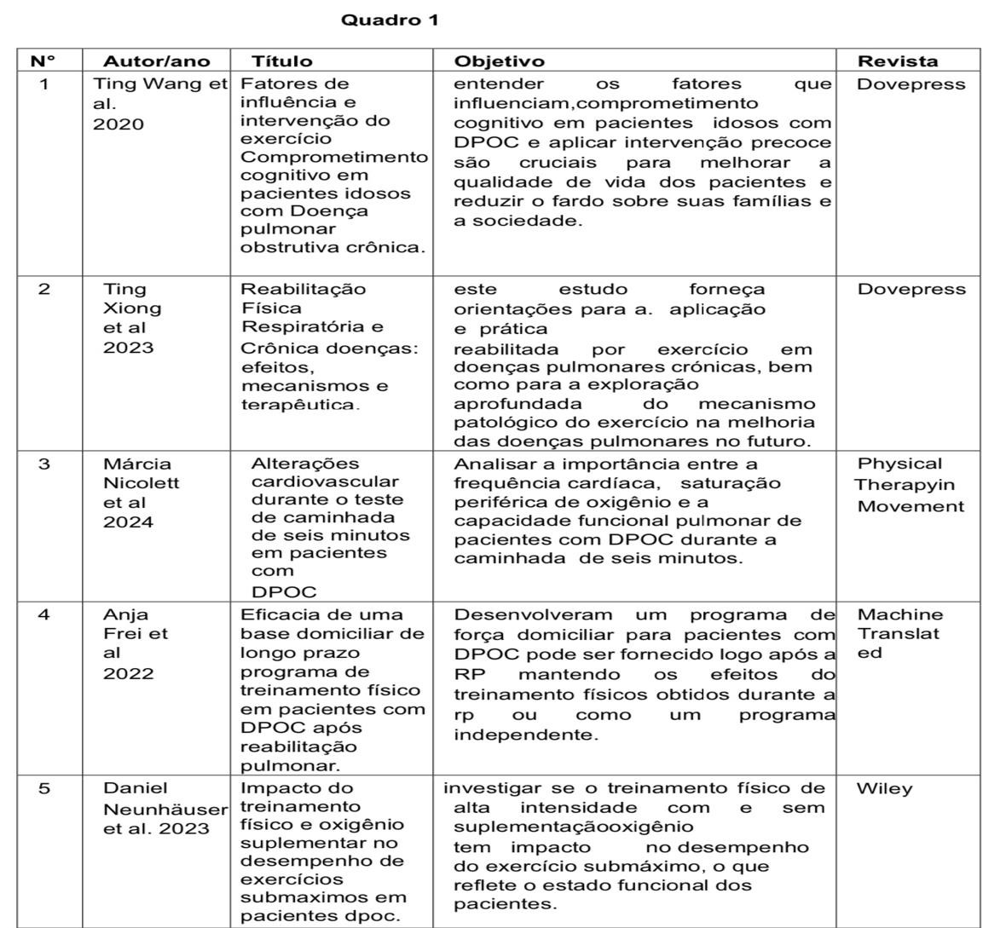 Quadro 1
N° Autor/ano Título Objetivo Revista
1
Ting Wang et
al.
2020
Fatores de
influência e
intervenção do
exercício
Comprometimento
cognitivo em
pacientes idosos
com Doença
pulmonar
obstrutiva crônica.
entender os fatores que
influenciam,comprometimento
cognitivo em pacientes idosos com
DPOC e aplicar intervenção precoce
são cruciais para melhorar a
qualidade de vida dos pacientes e
reduzir o fardo sobre suas famílias e
a sociedade.
Dovepress
2
Ting
Xiong
et al
2023
Reabilitação
Física
Respiratória e
Crônica doenças:
efeitos,
mecanismos e
terapêutica.
este estudo forneça
orientações para a. aplicação
e prática
reabilitada por exercício em
doenças pulmonares crónicas, bem
como para a exploração
aprofundada do mecanismo
patológico do exercício na melhoria
das doenças pulmonares no futuro.
Dovepress
3
Márcia
Nicolett
et al
2024
Alterações
cardiovascular
durante o teste
de caminhada
de seis minutos
em pacientes
com
DPOC
Analisar a importância entre a
frequência cardíaca, saturação
periférica de oxigênio e a
capacidade funcional pulmonar de
pacientes com DPOC durante a
caminhada de seis minutos.
Physical
Therapyin
Movement
4
Anja
Frei et
al
2022
Eficacia de uma
base domiciliar de
longo prazo
programa de
treinamento físico
em pacientes com
DPOC após
reabilitação
pulmonar.
Desenvolveram um programa de
força domiciliar para pacientes com
DPOC pode ser fornecido logo após a
RP mantendo os efeitos do
treinamento físicos obtidos durante a
rp ou como um programa
independente.
Machine
Translat
ed
5
Daniel
Neunhäuser
et al. 2023
Impacto do
treinamento
físico e oxigênio
suplementar no
desempenho de
exercícios
submaximos em
pacientes dpoc.
investigar se o treinamento físico de
alta intensidade com e sem
suplementaçãooxigênio
tem impacto no desempenho
do exercício submáximo, o que
reflete o estado funcional dos
pacientes.
Wiley